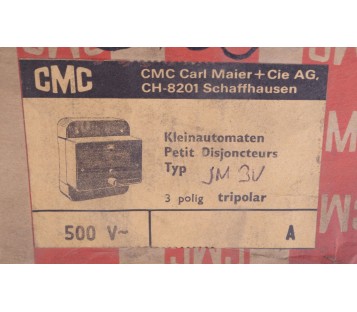 CMC
CMC Carl Maier + Cie AG.
CH-8201 Schaffhausen
Kleinautomaten
Petit Disjoncteurs
Typ JM 3V
3 polig tripolar
500 V~ A